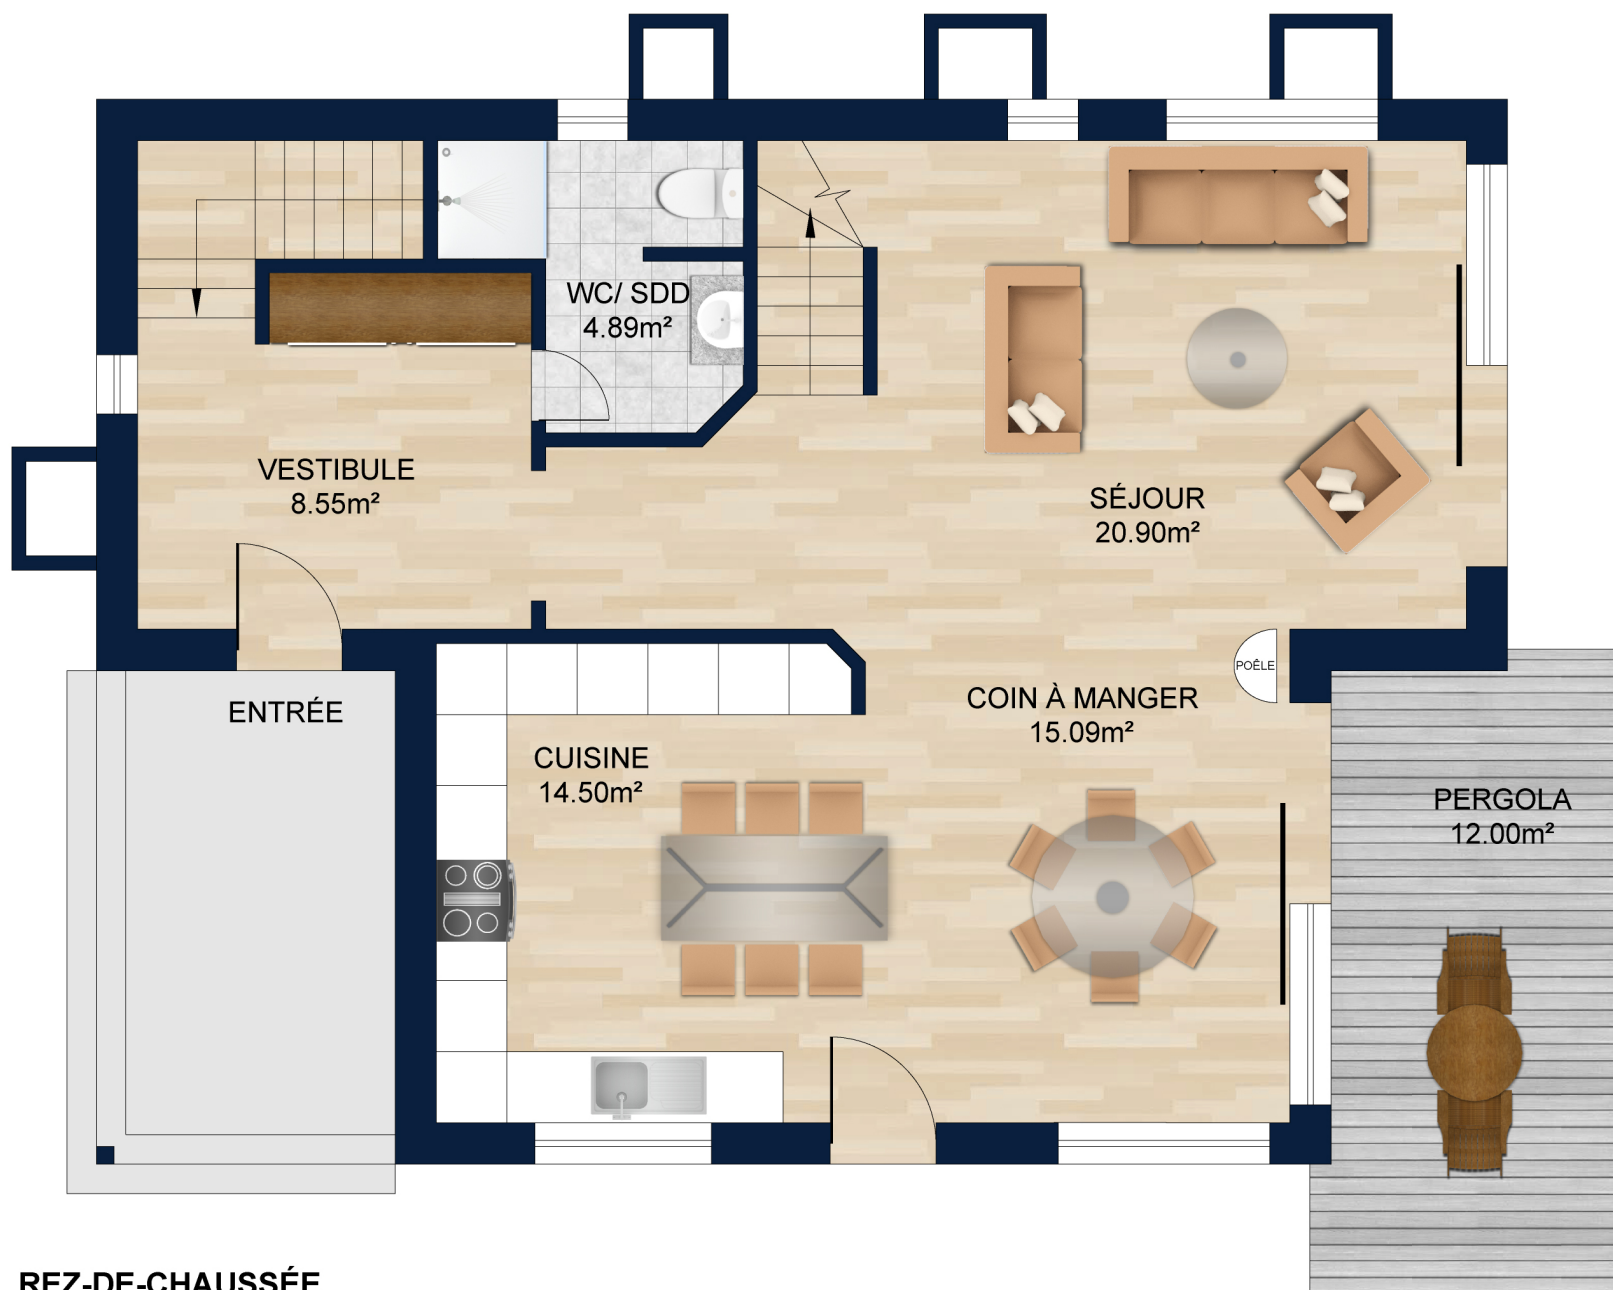 WC/ SDD
4.89m²
VESTIBULE
8.55m²
SÉJOUR
20.90m²
POÊLE
ENTRÉE
COIN À MANGER
15.09m²
CUISINE
14.50m²
PERGOLA
12.00m²
REZ-DE-CHAUSSÉE